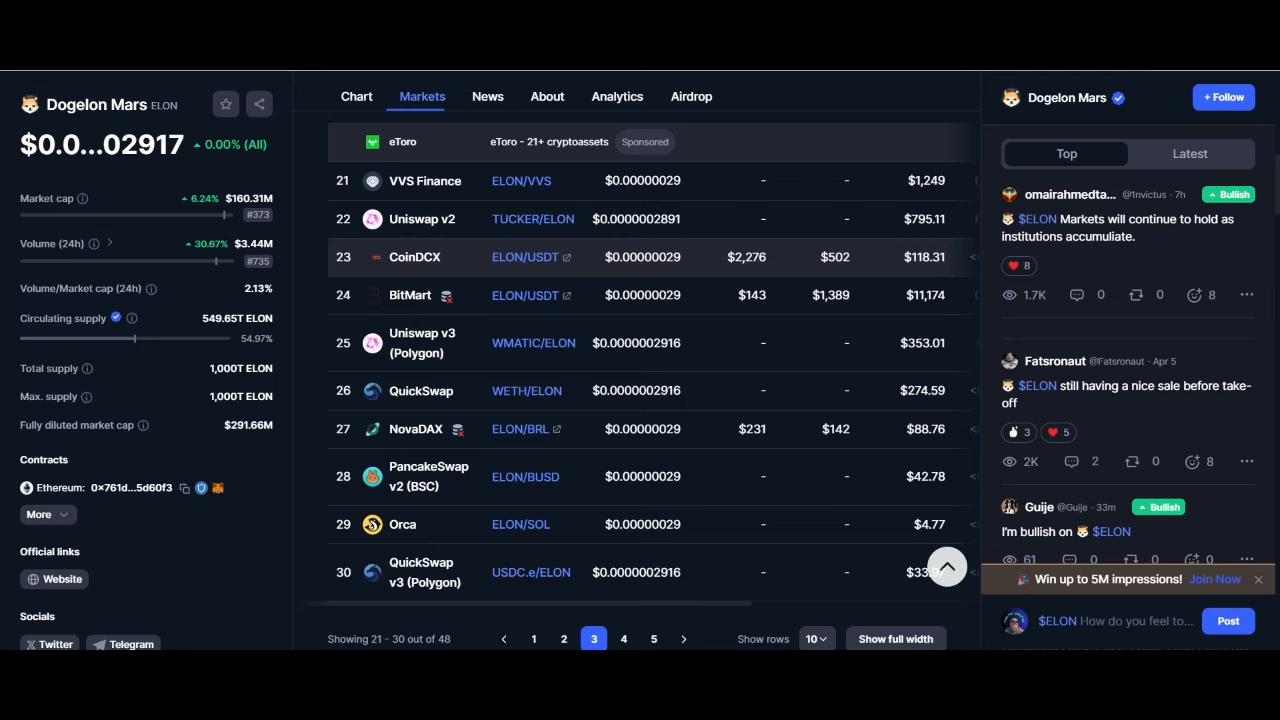 Dogelon Mars ELON
$0.0...02917 0.00% (All)
Market cap 6.24% $160.31M
#373
Volume (24h) 30.67% $3.44M
#735
Volume/Market cap (24h) 2.13%
Circulating supply 549.65T ELON
54.97%
Total supply 1,000T ELON
Max. supply 1,000T ELON
Fully diluted market cap $291.66M
Contracts
Ethereum: 0x761d...5d60f3
More
Official links
Website
Socials
Twitter Telegram
Chart Markets News About Analytics Airdrop
eToro eToro - 21+ cryptoassets Sponsored
21 VVS Finance ELON/VVS $0.00000029 - - $1,249
22 Uniswap v2 TUCKER/ELON $0.0000002891 - - $795.11
23 CoinDCX ELON/USDT $0.00000029 $2,276 $502 $118.31
24 BitMart ELON/USDT $0.00000029 $143 $1,389 $11,174
25 Uniswap v3
(Polygon) WMATIC/ELON $0.0000002916 - - $353.01
26 QuickSwap WETH/ELON $0.0000002916 - - $274.59
27 NovaDAX ELON/BRL $0.00000029 $231 $142 $88.76
28 PancakeSwap
v2 (BSC) ELON/BUSD $0.00000029 - - $42.78
29 Orca ELON/SOL $0.00000029 - - $4.77
30 QuickSwap
v3 (Polygon) USDC.e/ELON $0.0000002916 - -
Showing 21 - 30 out of 48 1 2 3 4 5 Show rows 10 Show full width
Dogelon Mars + Follow
Top Latest
omairahmedta... @1nvictus · 7h Bullish
$ELON Markets will continue to hold as
institutions accumuliate.
8
1.7K 0 0 8
Fatsronaut @Fatsronaut · Apr 5
$ELON still having a nice sale before take-
off
3 5
2K 2 0 8
Guije @Guije · 33m Bullish
I'm bullish on $ELON
61 0 0 0
Win up to 5M impressions! Join Now
$ELON How do you feel to... Post